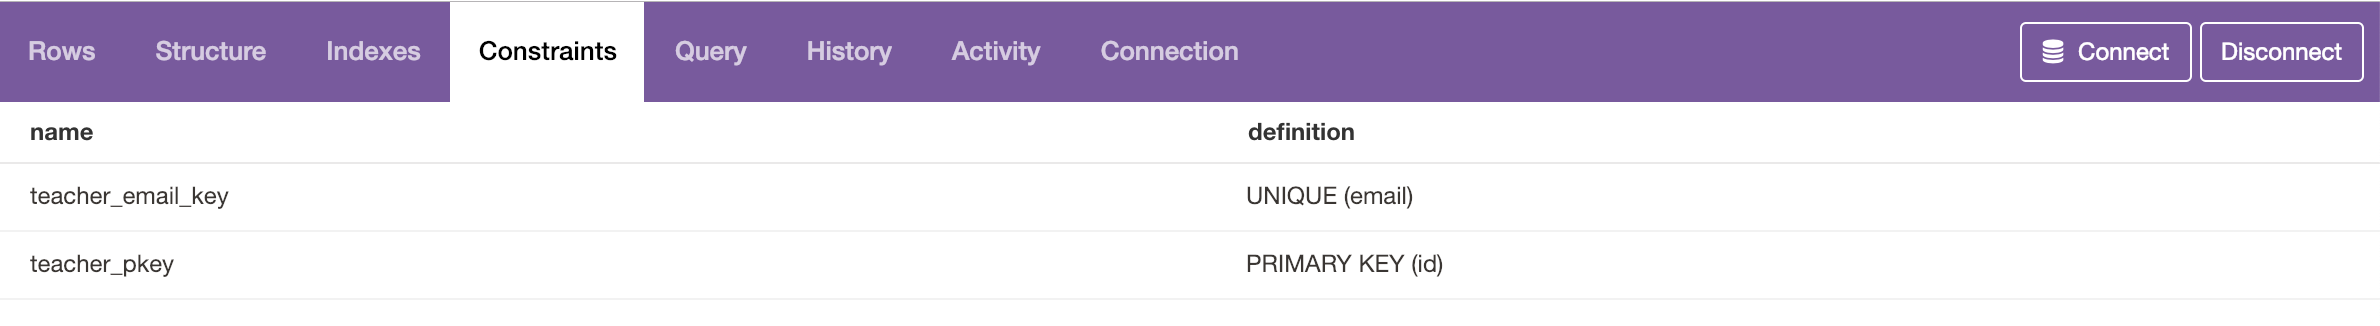 Rows Structure Indexes Constraints Query History Activity Connection Connect Disconnect
name definition
teacher_email_key UNIQUE (email)
teacher_pkey PRIMARY KEY (id)